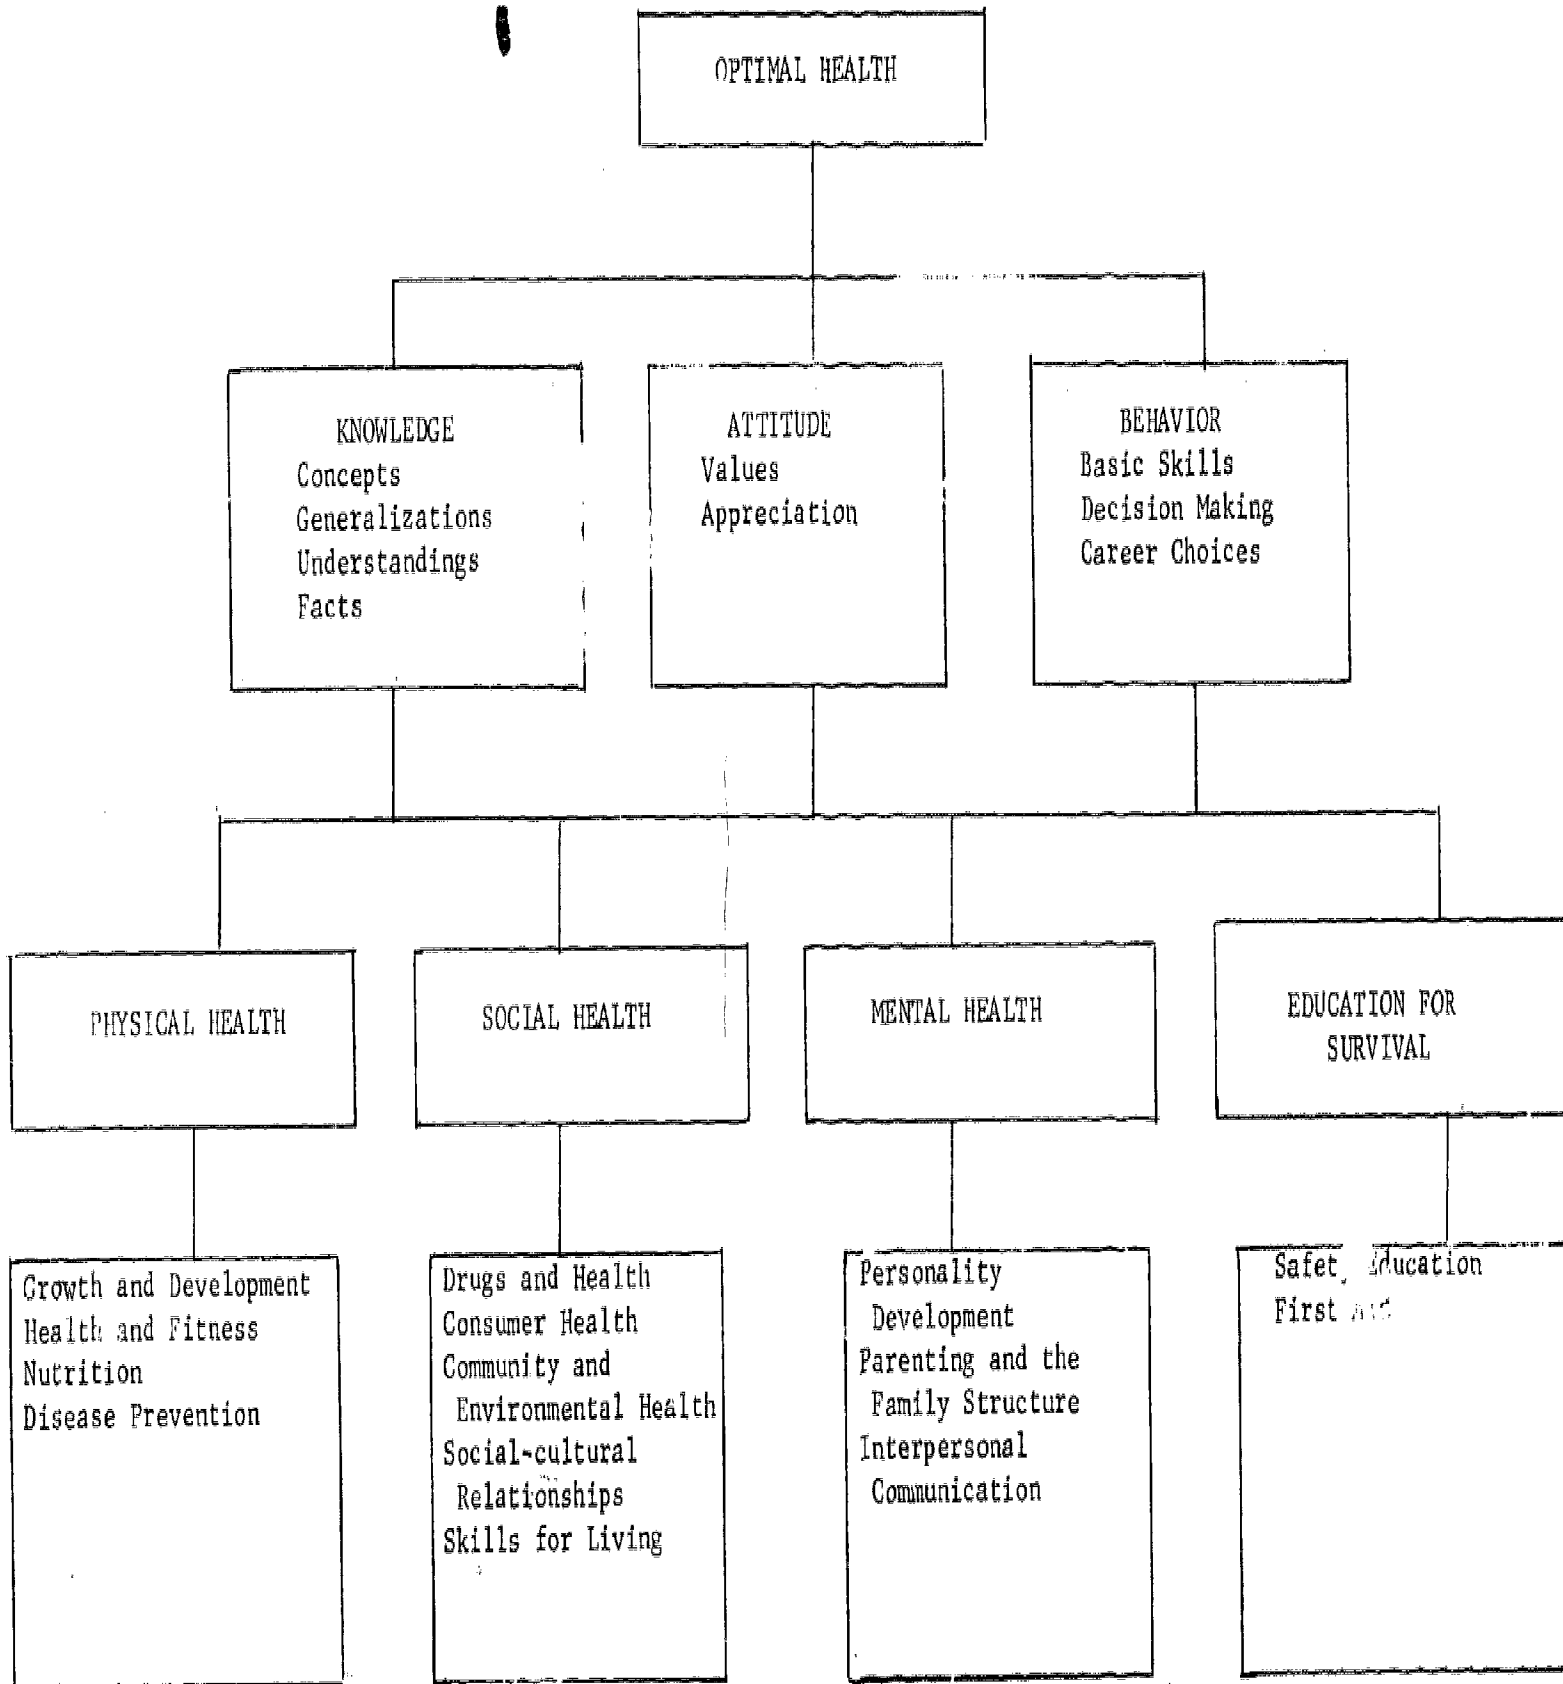 OPTIMAL HEALTH
KNOWLEDGE
Concepts
Generalizations
Understandings
Facts
ATTITUDE
Values
Appreciation
BEHAVIOR
Basic Skills
Decision Making
Career Choices
PHYSICAL HEALTH
SOCIAL HEALTH
MENTAL HEALTH
EDUCATION FOR
SURVIVAL
Growth and Development
Health and Fitness
Nutrition
Disease Prevention
Drugs and Health
Consumer Health
Community and
Environmental Health
Social-cultural
Relationships
Skills for Living
Personality
Development
Parenting and the
Family Structure
Interpersonal
Communication
Safety Education
First Aid